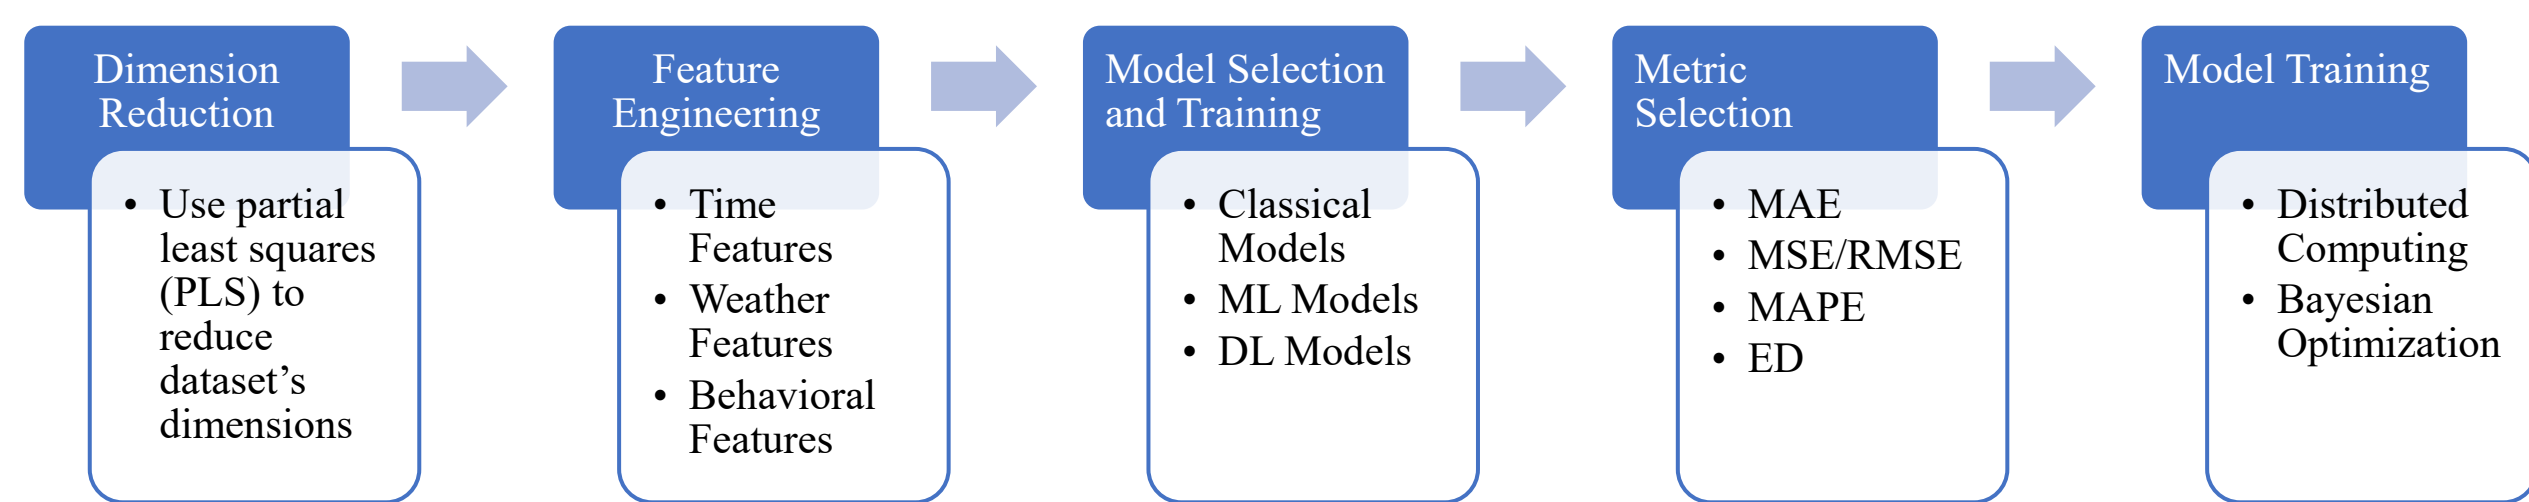 Dimension
Reduction
• Use partial
least squares
(PLS) to
reduce
dataset’s
dimensions
Feature
Engineering
• Time
Features
• Weather
Features
• Behavioral
Features
Model Selection
and Training
• Classical
Models
• ML Models
• DL Models
Metric
Selection
• MAE
• MSE/RMSE
• MAPE
• ED
Model Training
• Distributed
Computing
• Bayesian
Optimization